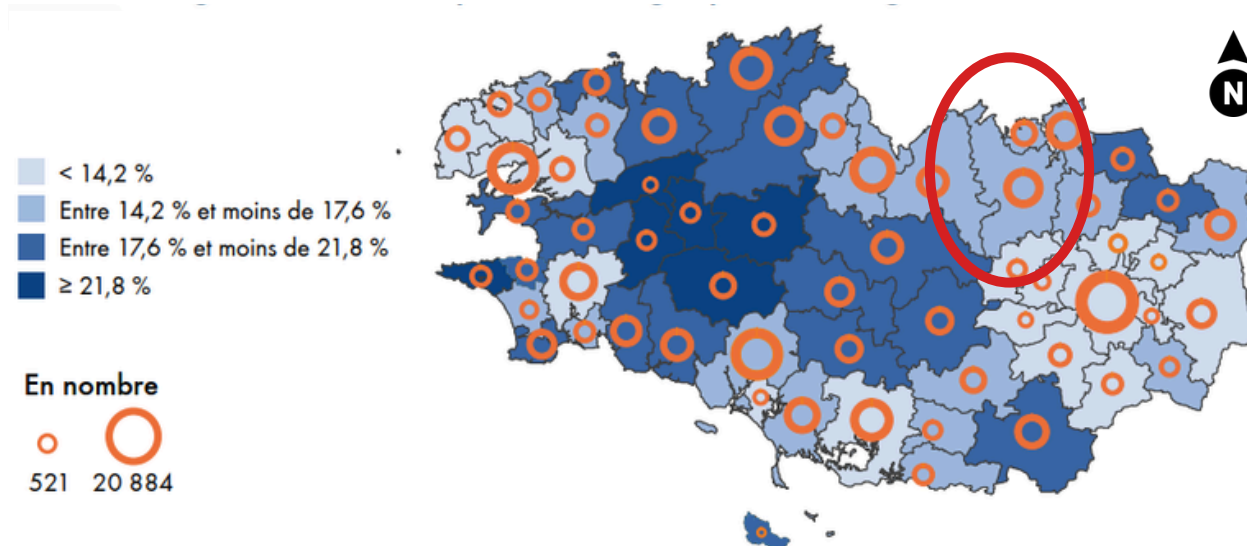 N
< 14,2 %
Entre 14,2 % et moins de 17,6 %
Entre 17,6 % et moins de 21,8 %
≥ 21,8 %
En nombre
521 20 884